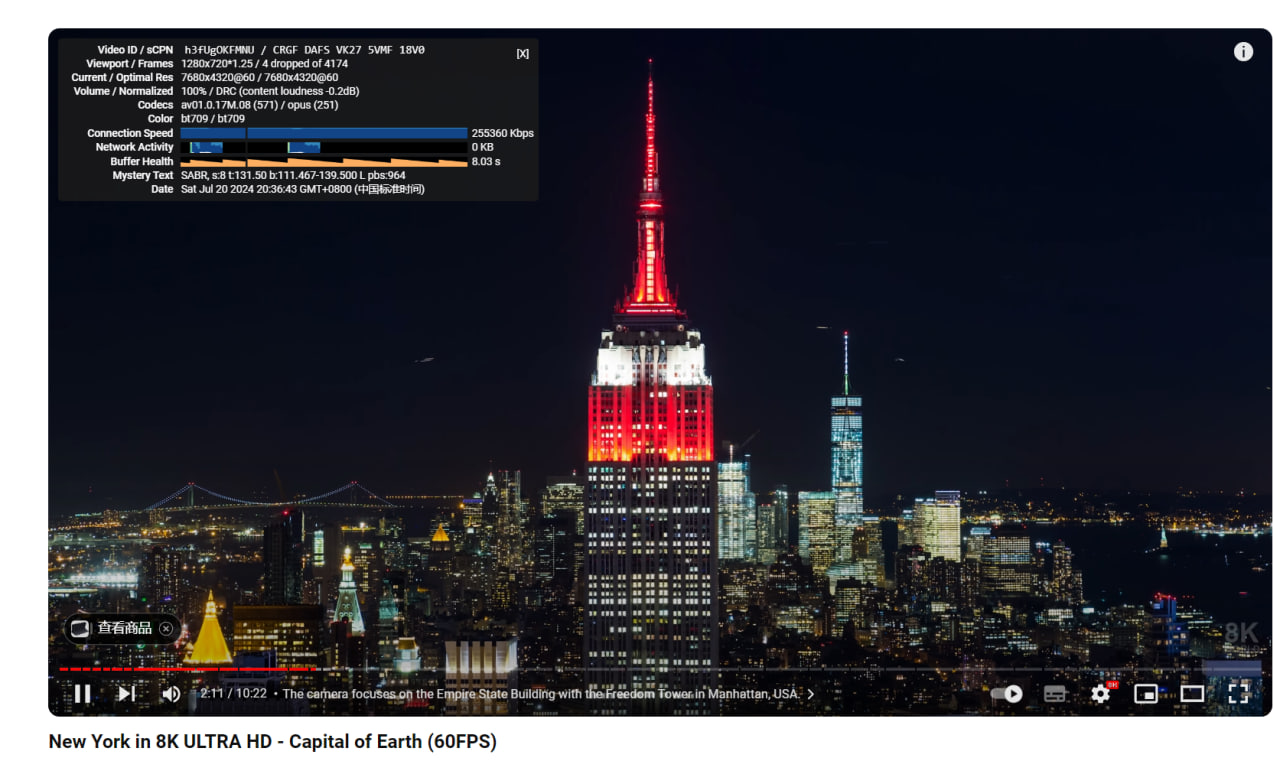 Video ID / sCPN h3fUgOKFMNU / CRGF DAFS VK27 5VMF 18V0 [X]
Viewport / Frames 1280x720*1.25 / 4 dropped of 4174
Current / Optimal Res 7680x4320@60 / 7680x4320@60
Volume / Normalized 100% / DRC (content loudness -0.2dB)
Codecs av01.0.17M.08 (571) / opus (251)
Color bt709 / bt709
Connection Speed 255360 Kbps
Network Activity 0 KB
Buffer Health 8.03 s
Mystery Text SABR, s:8 t:131.50 b:111.467-139.500 L pbs:964
Date Sat Jul 20 2024 20:36:43 GMT+0800 (中国标准时间)
查看商品
8K
2:11 / 10:22 • The camera focuses on the Empire State Building with the Freedom Tower in Manhattan, USA.
8K
New York in 8K ULTRA HD - Capital of Earth (60FPS)